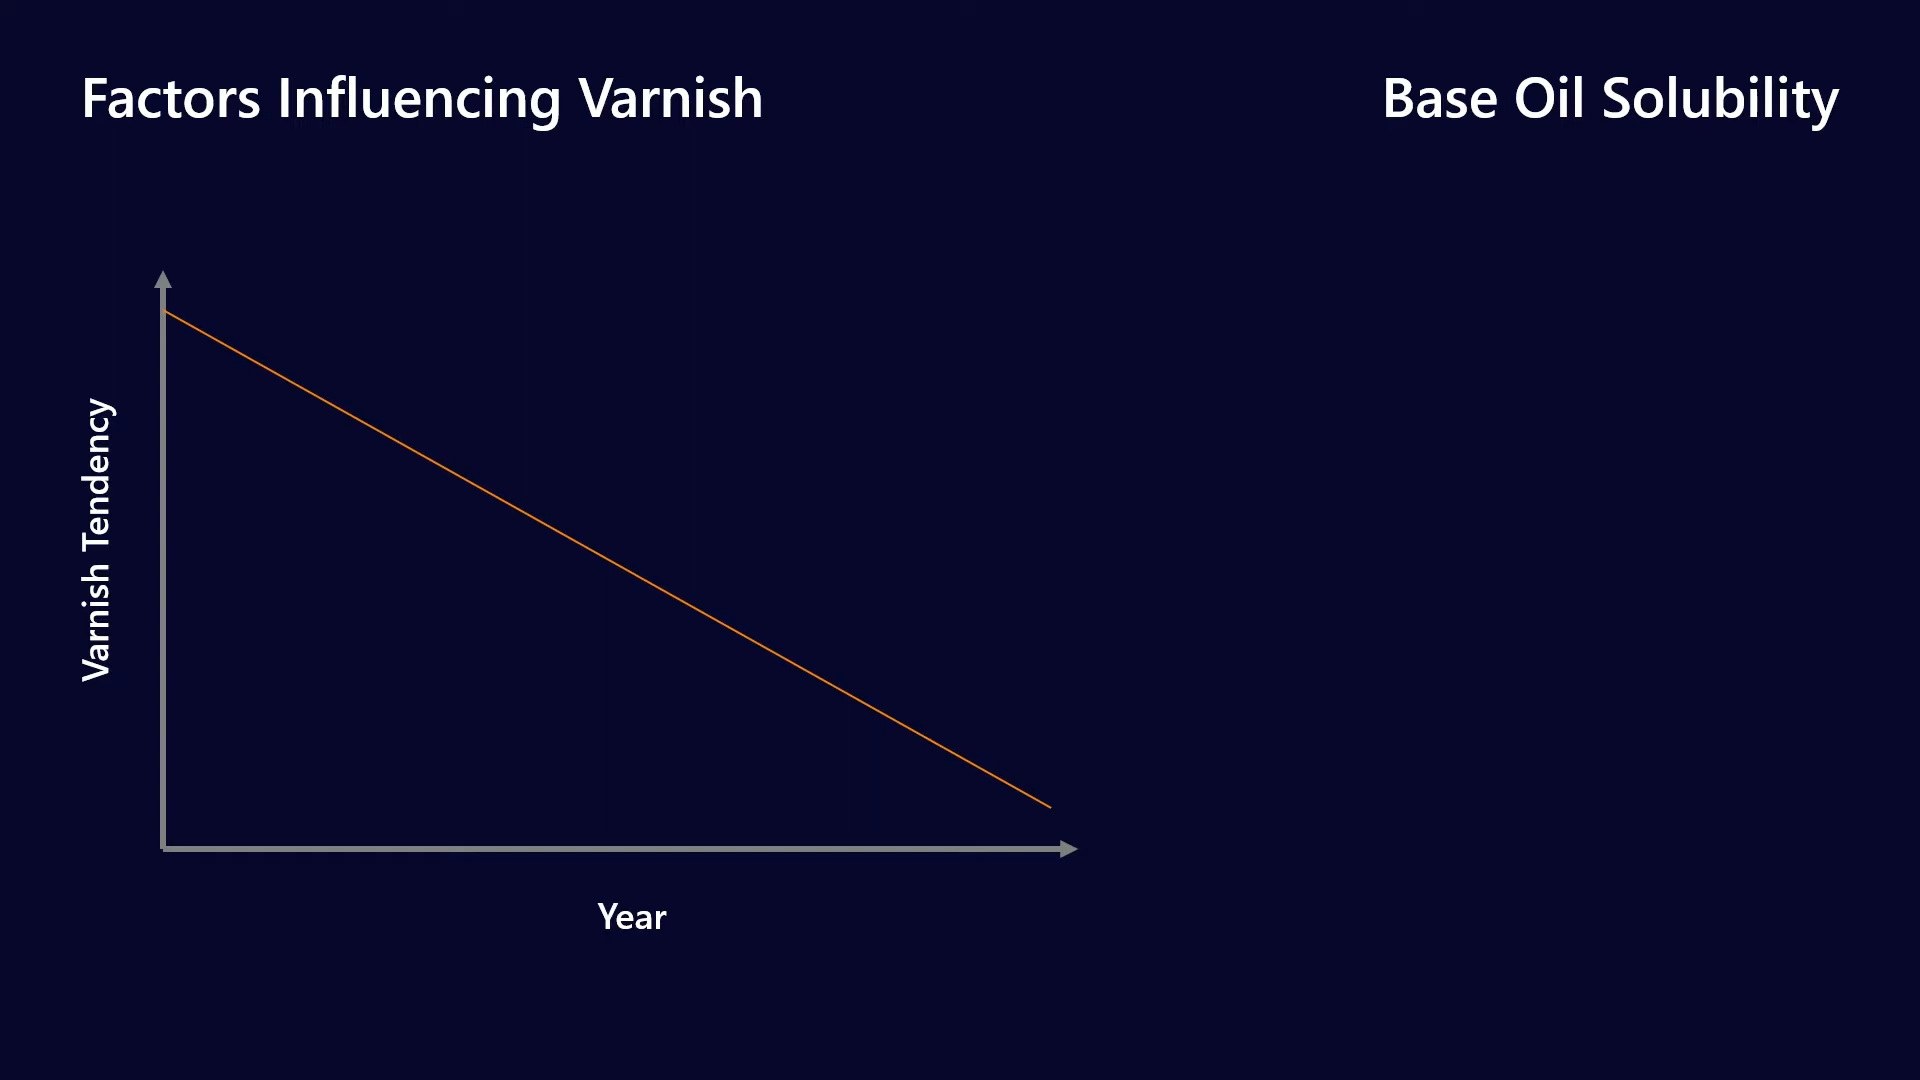 Factors Influencing Varnish
Base Oil Solubility
Varnish Tendency
Year